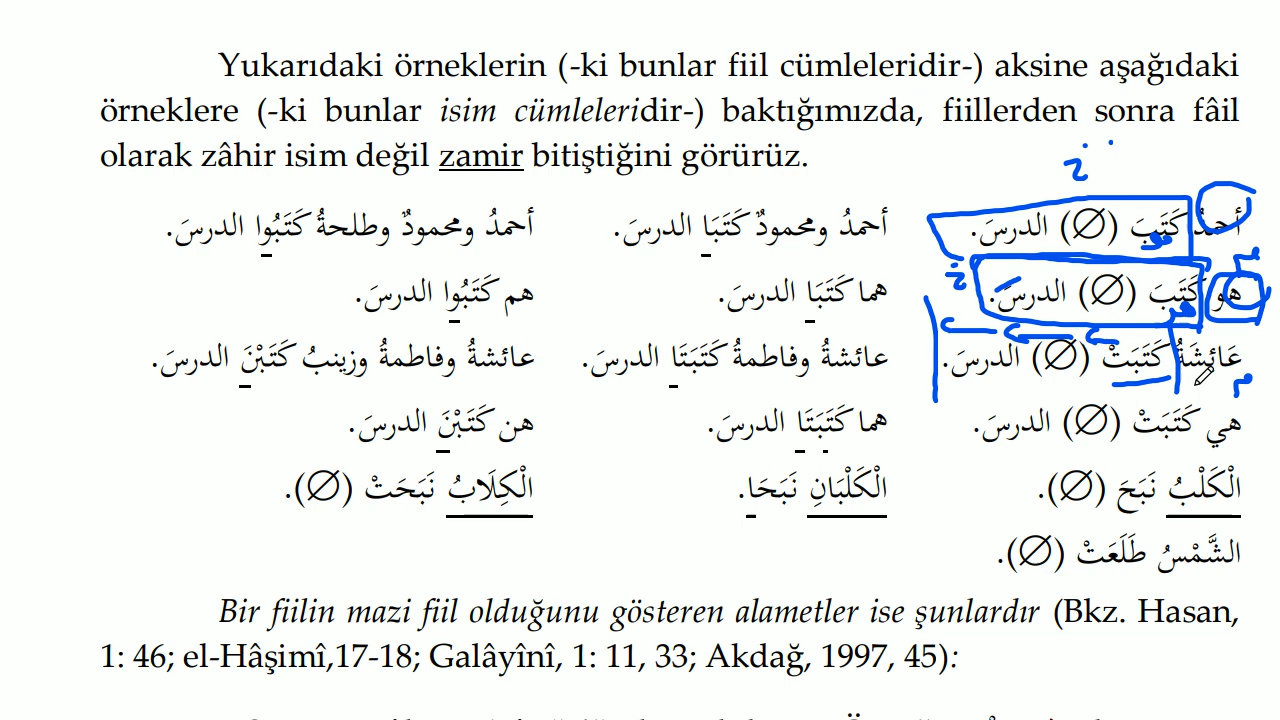 Yukarıdaki örneklerin (-ki bunlar fiil cümleleridir-) aksine aşağıdaki
örneklere (-ki bunlar isim cümleleridir-) baktığımızda, fiillerden sonra fâil
olarak zâhir isim değil zamir bitiştiğini görürüz.
أحمدُ كَتَبَ (∅) الدرسَ. أحمدُ ومحمودٌ كَتَبَا الدرسَ. أحمدُ ومحمودٌ وطلحةُ كَتَبُوا الدرسَ.
هو كَتَبَ (∅) الدرسَ. هما كَتَبَا الدرسَ. هم كَتَبُوا الدرسَ.
عَائِشَةُ كَتَبَتْ (∅) الدرسَ. عائشةُ وفاطمةُ كَتَبَتَا الدرسَ. عائشةُ وفاطمةُ وزينبُ كَتَبْنَ الدرسَ.
هي كَتَبَتْ (∅) الدرسَ. هما كَتَبَتَا الدرسَ. هن كَتَبْنَ الدرسَ.
الْكَلْبُ نَبَحَ (∅). الْكَلْبَانِ نَبَحَا. الْكِلَابُ نَبَحَتْ (∅).
الشَّمْسُ طَلَعَتْ (∅).
Bir fiilin mazi fiil olduğunu gösteren alametler ise şunlardır (Bkz. Hasan,
1: 46; el-Hâşimî,17-18; Galâyînî, 1: 11, 33; Akdağ, 1997, 45):